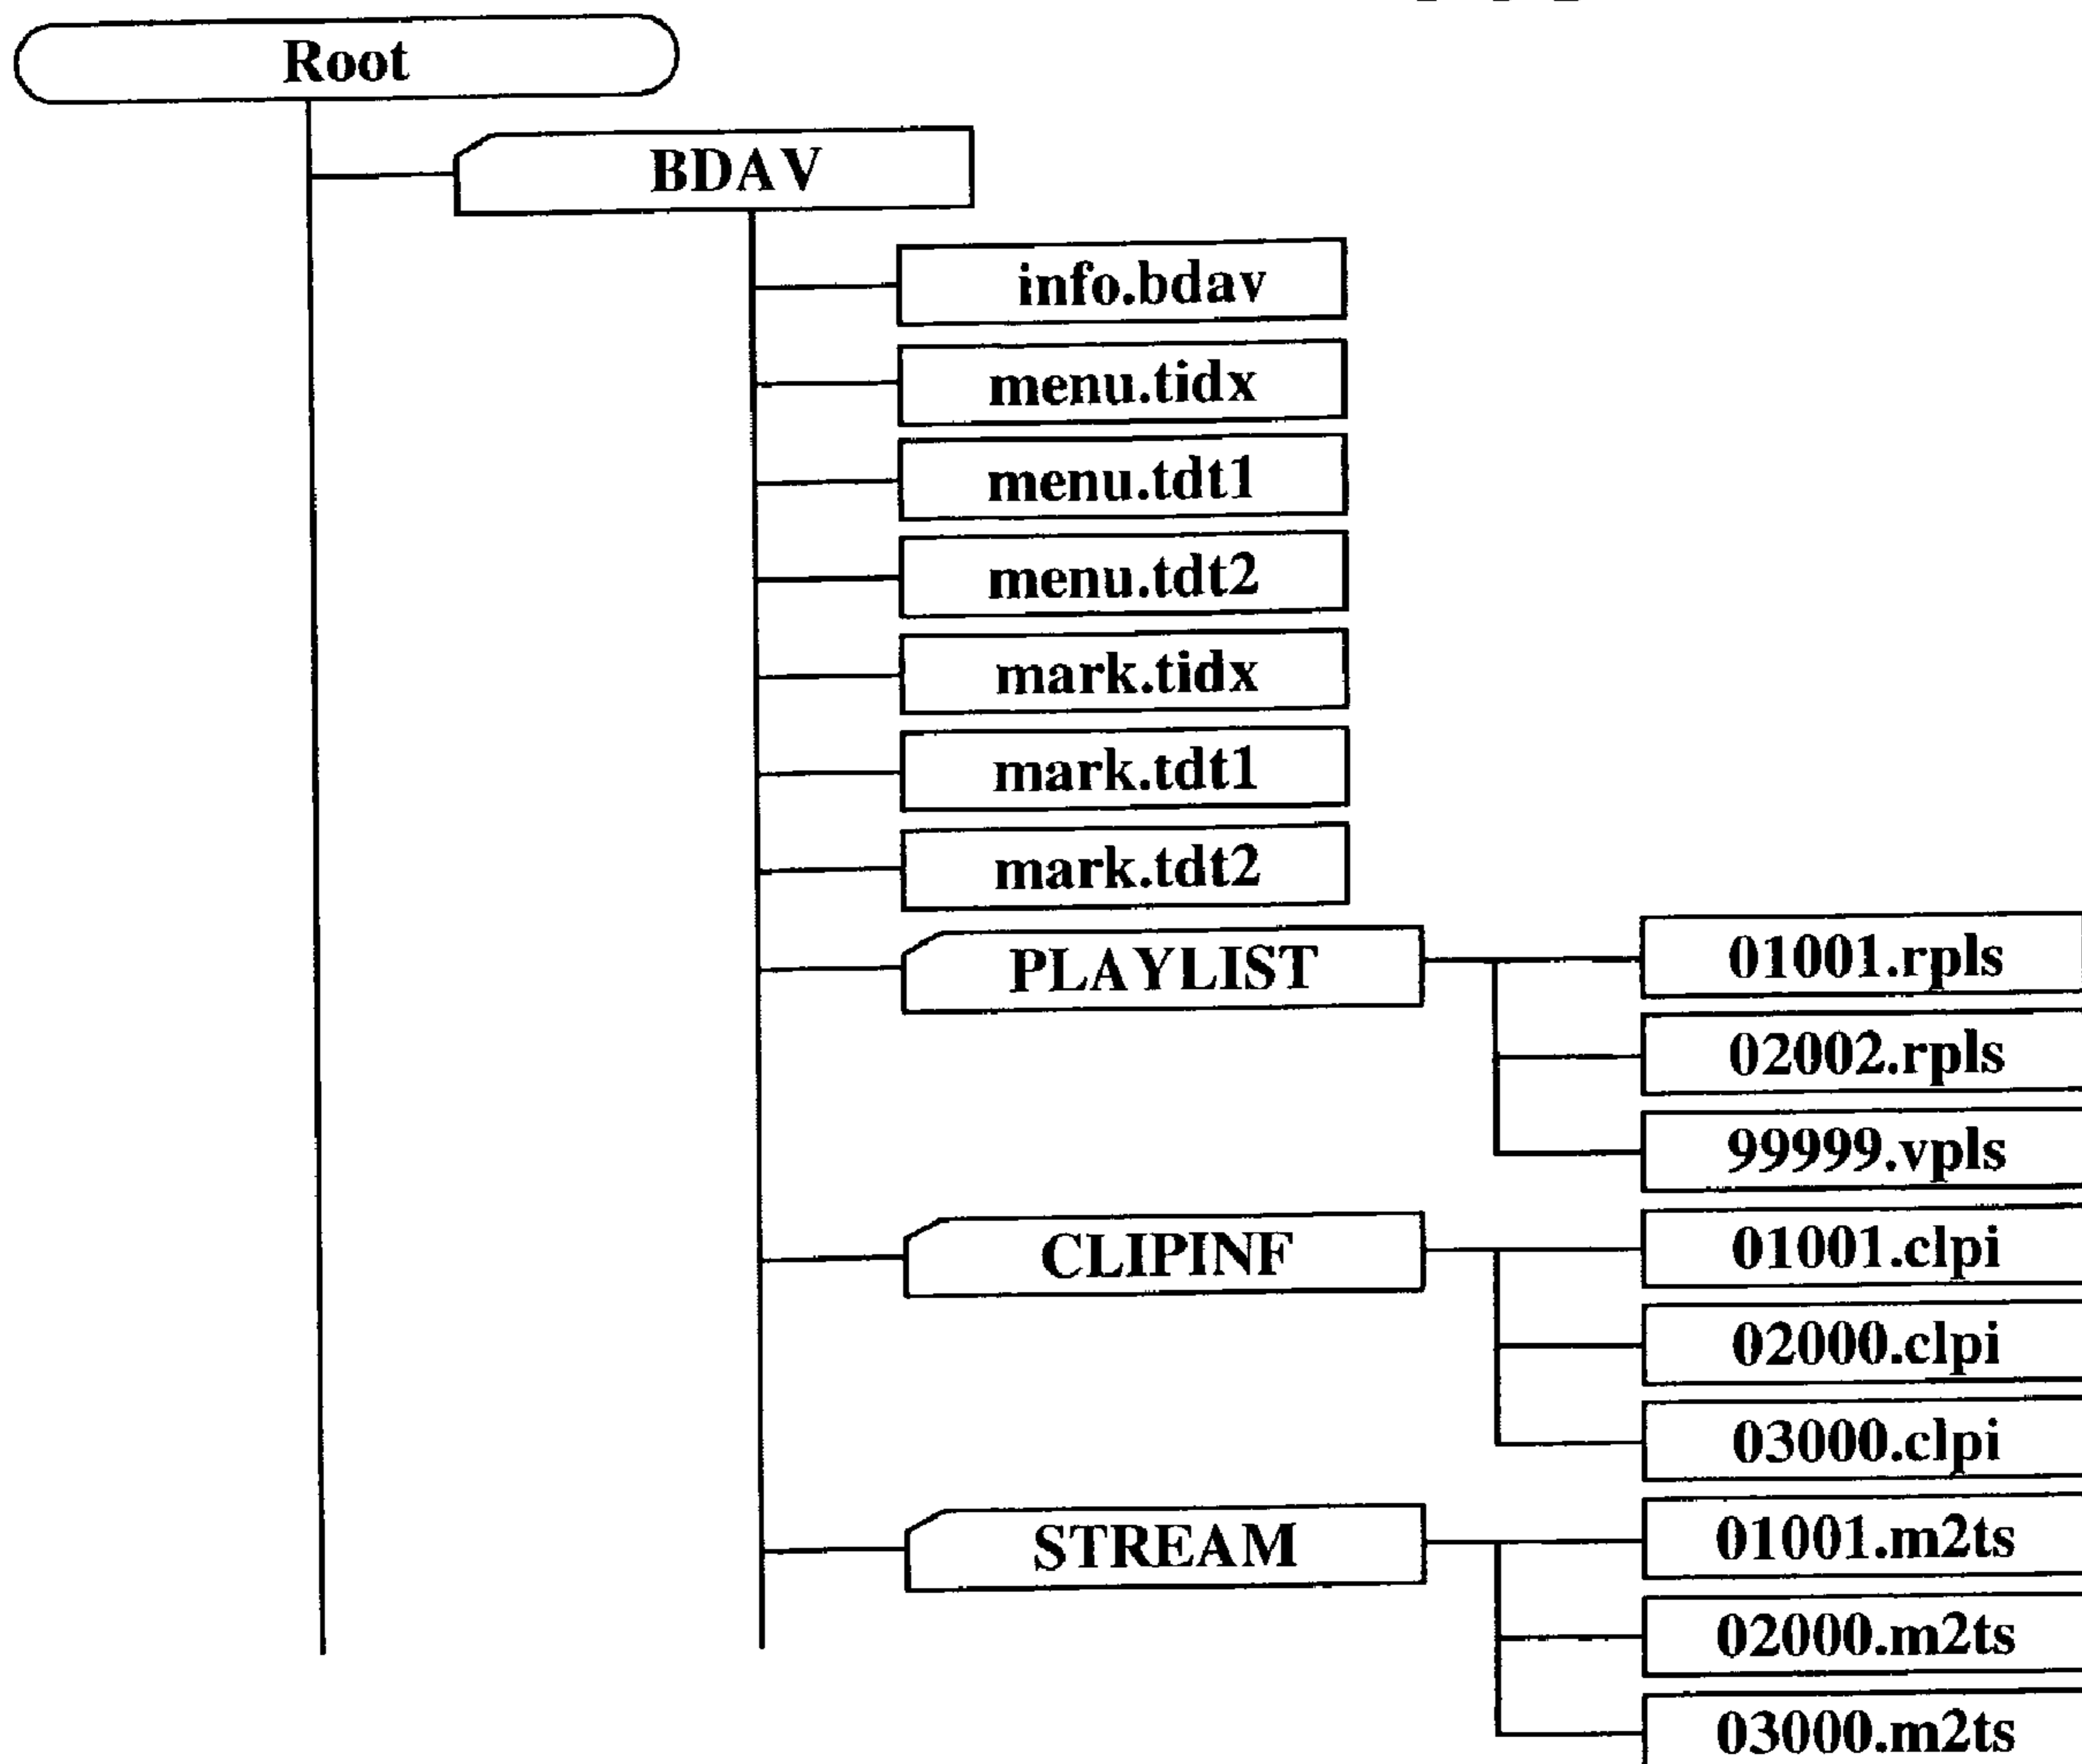 Root
BDAV
info.bdav
menu.tidx
menu.tdt1
menu.tdt2
mark.tidx
mark.tdt1
mark.tdt2
PLAYLIST
01001.rpls
02002.rpls
99999.vpls
CLIPINF
01001.clpi
02000.clpi
03000.clpi
STREAM
01001.m2ts
02000.m2ts
03000.m2ts